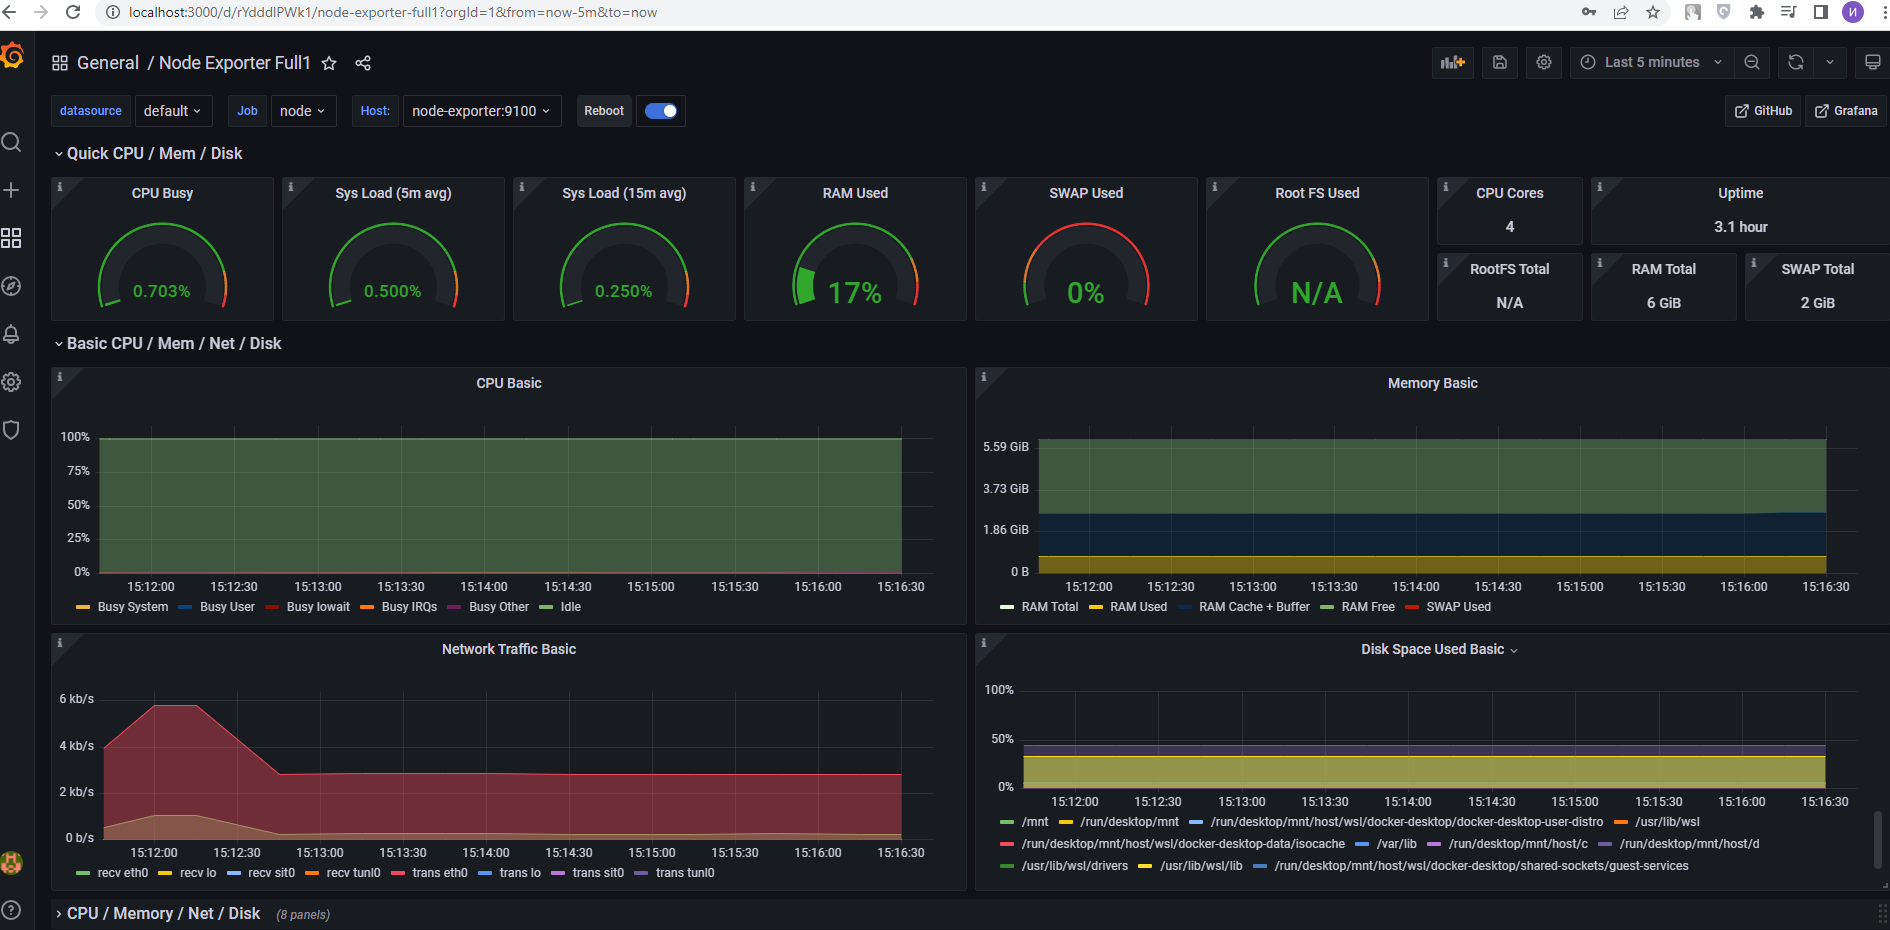 localhost:3000/d/rYdddlPWk1/node-exporter-full1?orgId=1&from=now-5m&to=now
И
General / Node Exporter Full1
Last 5 minutes
datasource default Job node Host: node-exporter:9100 Reboot
GitHub Grafana
Quick CPU / Mem / Disk
CPU Busy
0.703%
Sys Load (5m avg)
0.500%
Sys Load (15m avg)
0.250%
RAM Used
17%
SWAP Used
0%
Root FS Used
N/A
CPU Cores
4
Uptime
3.1 hour
RootFS Total
N/A
RAM Total
6 GiB
SWAP Total
2 GiB
Basic CPU / Mem / Net / Disk
CPU Basic
100%
75%
50%
25%
0%
15:12:00 15:12:30 15:13:00 15:13:30 15:14:00 15:14:30 15:15:00 15:15:30 15:16:00 15:16:30
Busy System Busy User Busy Iowait Busy IRQs Busy Other Idle
Memory Basic
5.59 GiB
3.73 GiB
1.86 GiB
0 B
15:12:00 15:12:30 15:13:00 15:13:30 15:14:00 15:14:30 15:15:00 15:15:30 15:16:00 15:16:30
RAM Total RAM Used RAM Cache + Buffer RAM Free SWAP Used
Network Traffic Basic
6 kb/s
4 kb/s
2 kb/s
0 b/s
15:12:00 15:12:30 15:13:00 15:13:30 15:14:00 15:14:30 15:15:00 15:15:30 15:16:00 15:16:30
recv eth0 recv lo recv sit0 recv tunl0 trans eth0 trans lo trans sit0 trans tunl0
Disk Space Used Basic
100%
50%
0%
15:12:00 15:12:30 15:13:00 15:13:30 15:14:00 15:14:30 15:15:00 15:15:30 15:16:00 15:16:30
/mnt /run/desktop/mnt /run/desktop/mnt/host/wsl/docker-desktop/docker-desktop-user-distro /usr/lib/wsl
/run/desktop/mnt/host/wsl/docker-desktop-data/isocache /var/lib /run/desktop/mnt/host/c /run/desktop/mnt/host/d
/usr/lib/wsl/drivers /usr/lib/wsl/lib /run/desktop/mnt/host/wsl/docker-desktop/shared-sockets/guest-services
CPU / Memory / Net / Disk (8 panels)